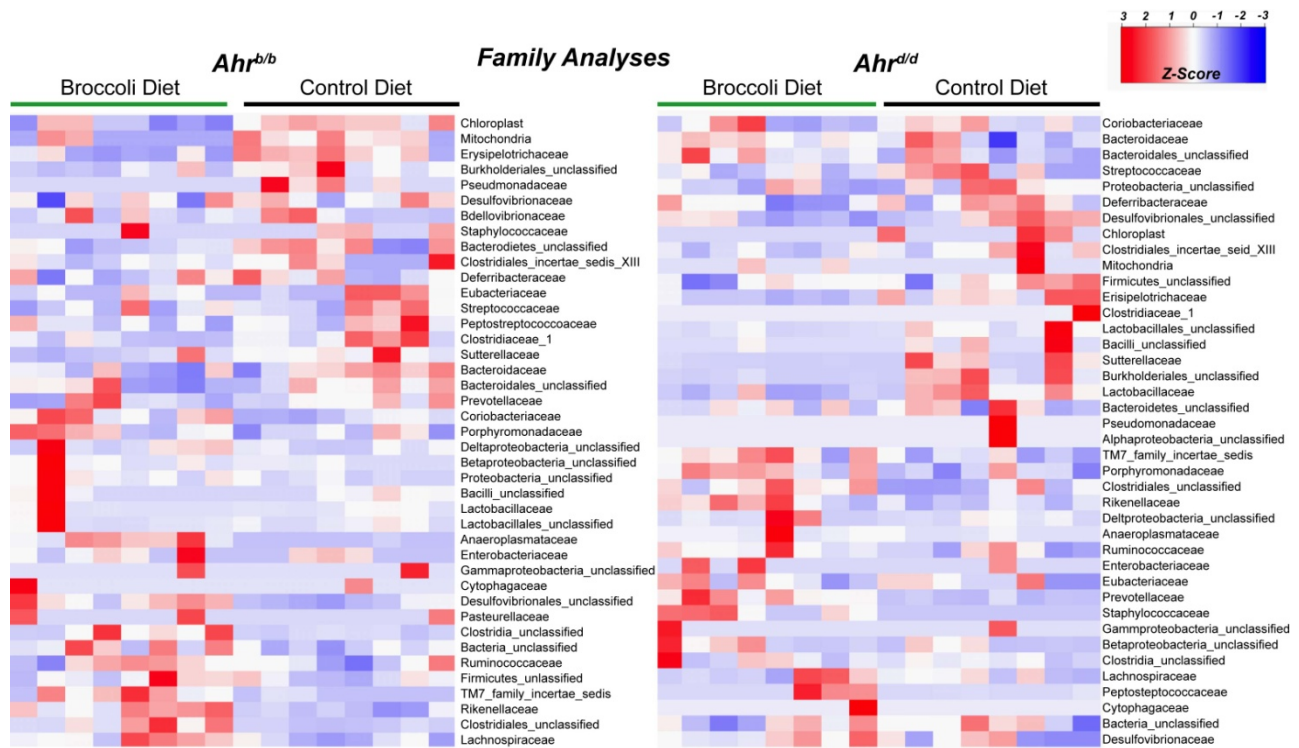 3 2 1 0 -1 -2 -3
Z-Score
Family Analyses
Ahrb/b
Broccoli Diet
Control Diet
Chloroplast
Mitochondria
Erysipelotrichaceae
Burkholderiales_unclassified
Pseudmonadaceae
Desulfovibrionaceae
Bdellovibrionaceae
Staphylococcaceae
Bacterodietes_unclassified
Clostridiales_incertae_sedis_XIII
Deferribacteraceae
Eubacteriaceae
Streptococcaceae
Peptostreptococcoaceae
Clostridiaceae_1
Sutterellaceae
Bacteroidaceae
Bacteroidales_unclassified
Prevotellaceae
Coriobacteriaceae
Porphyromonadaceae
Deltaproteobacteria_unclassified
Betaproteobacteria_unclassified
Proteobacteria_unclassified
Bacilli_unclassified
Lactobacillaceae
Lactobacillales_unclassified
Anaeroplasmataceae
Enterobacteriaceae
Gammaproteobacteria_unclassified
Cytophagaceae
Desulfovibrionales_unclassified
Pasteurellaceae
Clostridia_unclassified
Bacteria_unclassified
Ruminococcaceae
Firmicutes_unlassified
TM7_family_incertae_sedis
Rikenellaceae
Clostridiales_unclassified
Lachnospiraceae
Ahrd/d
Broccoli Diet
Control Diet
Coriobacteriaceae
Bacteroidaceae
Bacteroidales_unclassified
Streptococcaceae
Proteobacteria_unclassified
Deferribacteraceae
Desulfovibrionales_unclassified
Chloroplast
Clostridiales_incertae_seid_XIII
Mitochondria
Firmicutes_unclassified
Erisipelotrichaceae
Clostridiaceae_1
Lactobacillales_unclassified
Bacilli_unclassified
Sutterellaceae
Burkholderiales_unclassified
Lactobacillaceae
Bacteroidetes_unclassified
Pseudomonadaceae
Alphaproteobacteria_unclassified
TM7_family_incertae_sedis
Porphyromonadaceae
Clostridiales_unclassified
Rikenellaceae
Deltproteobacteria_unclassified
Anaeroplasmataceae
Ruminococcaceae
Enterobacteriaceae
Eubacteriaceae
Prevotellaceae
Staphylococcaceae
Gammproteobacteria_unclassified
Betaproteobacteria_unclassified
Clostridia_unclassified
Lachnospiraceae
Peptosteptococcaceae
Cytophagaceae
Bacteria_unclassified
Desulfovibrionaceae